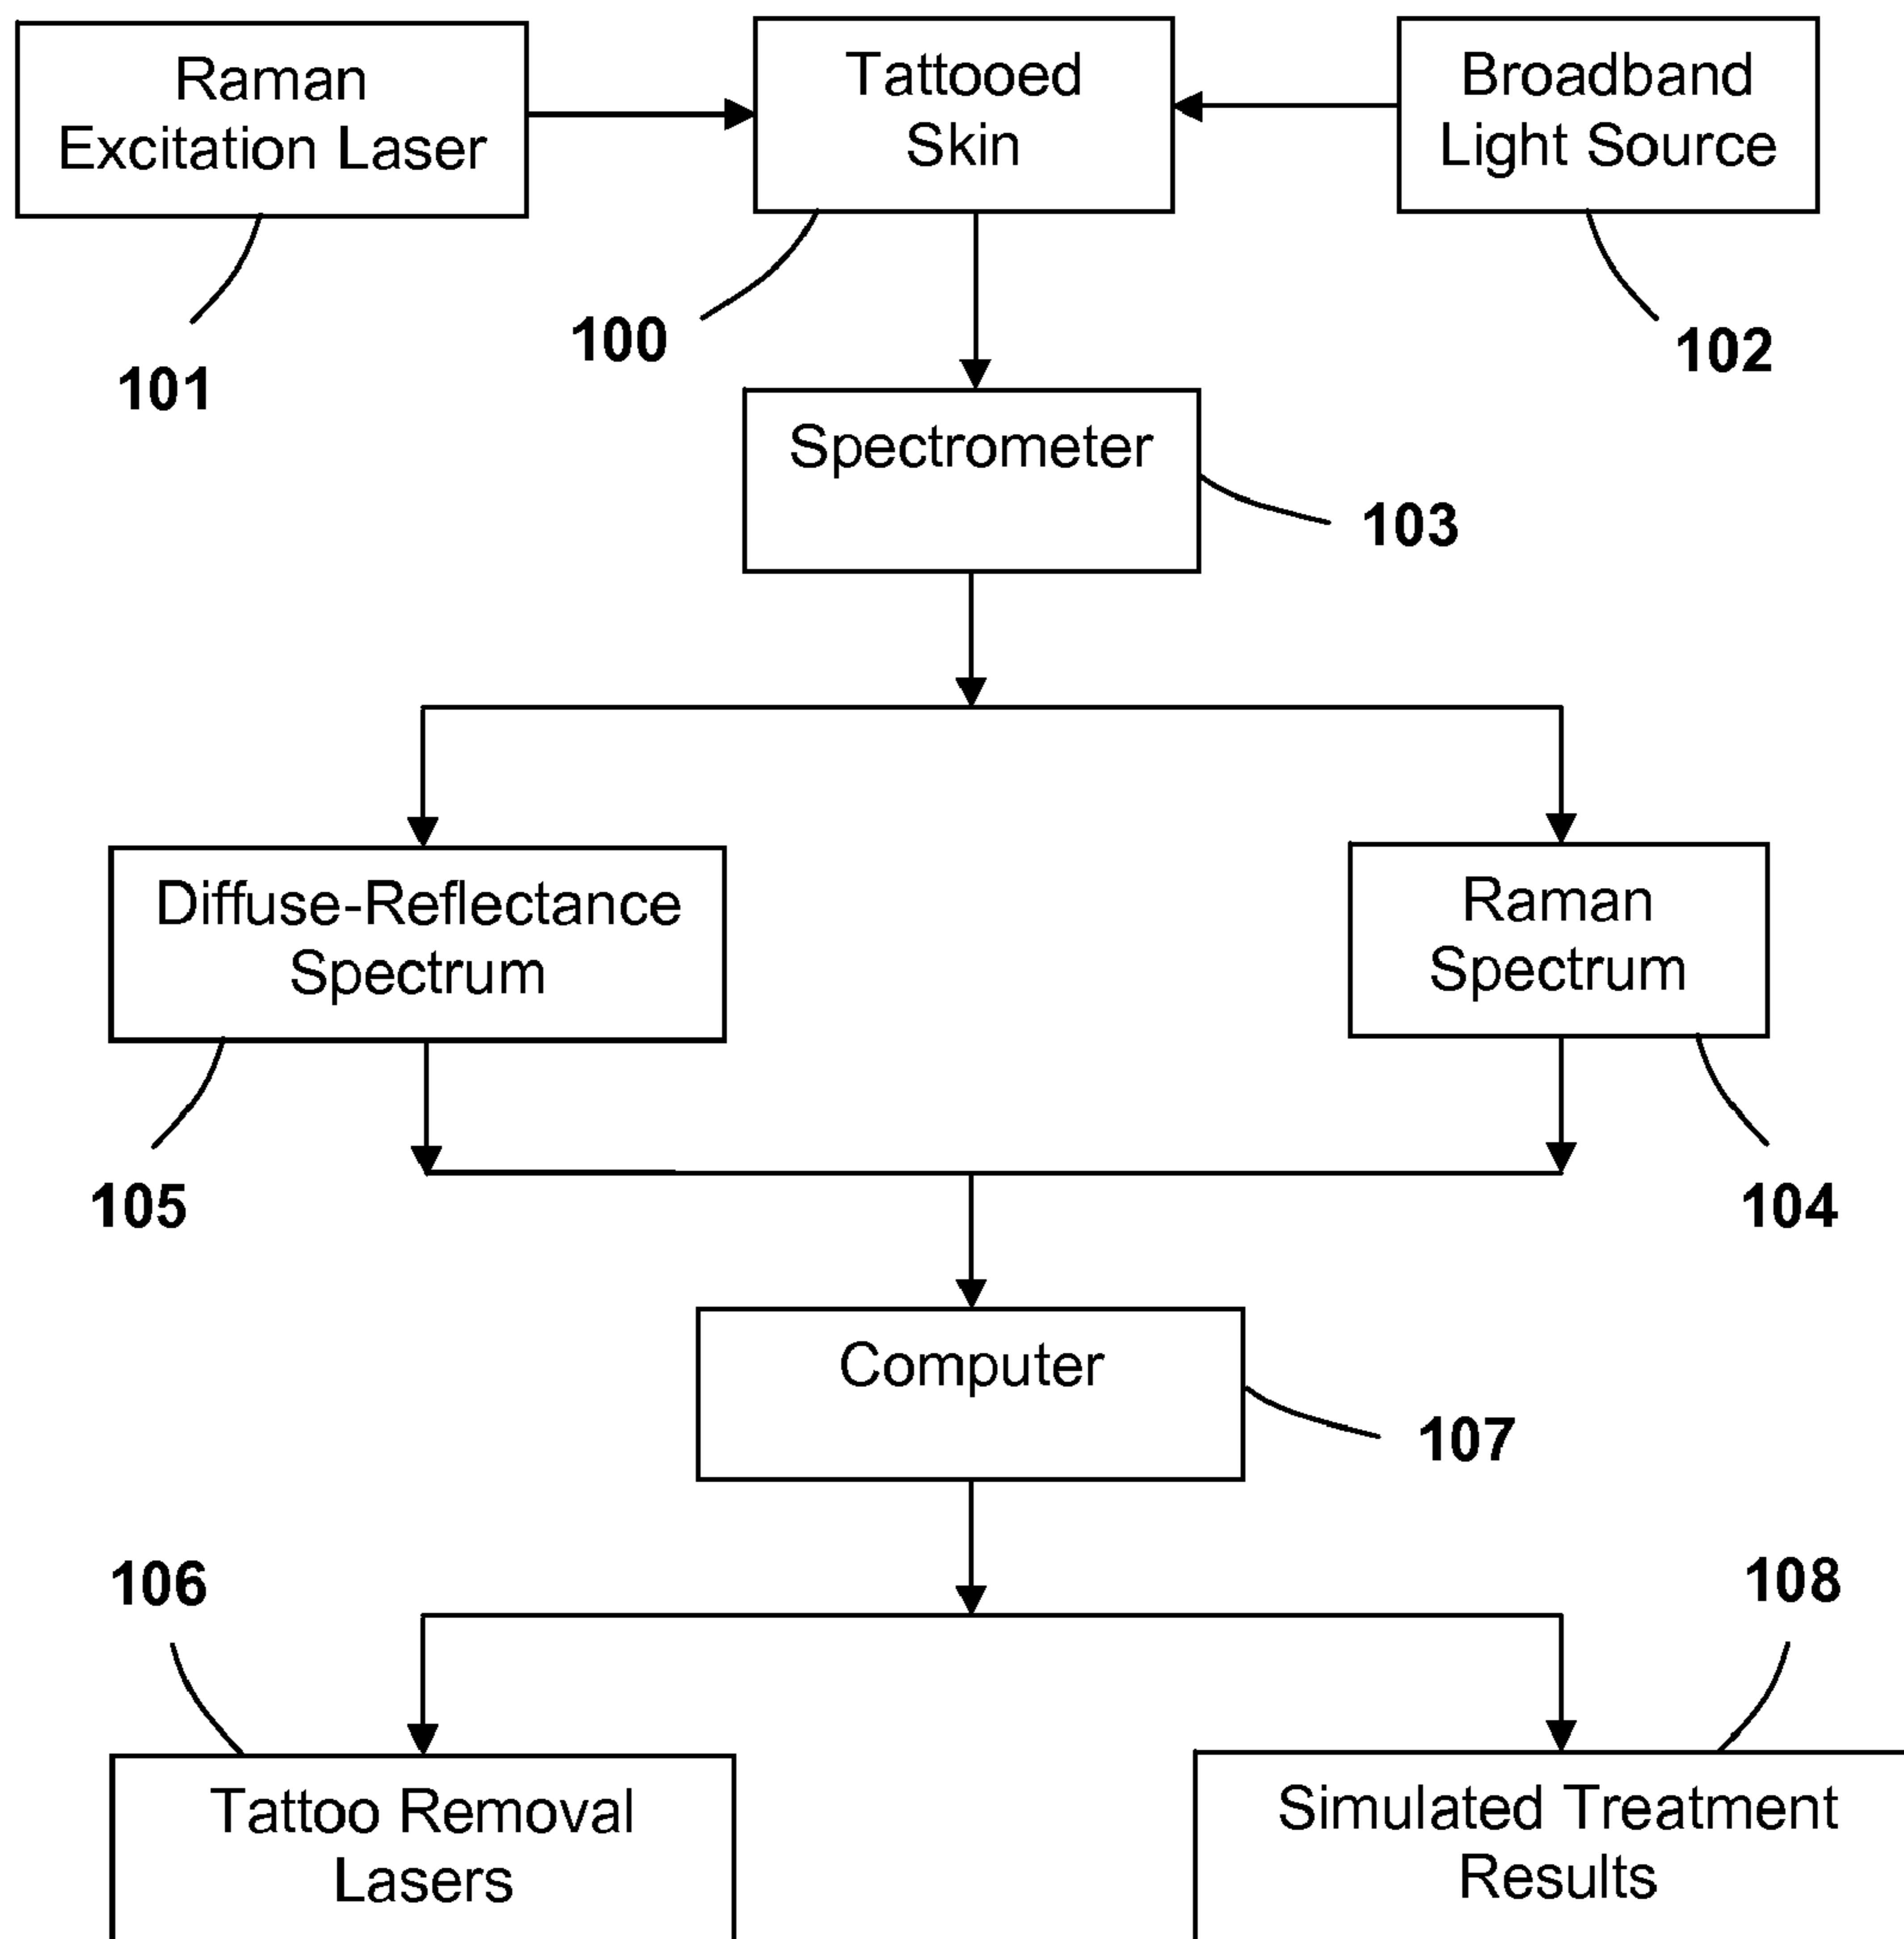 Raman
Excitation Laser
Tattooed
Skin
Broadband
Light Source
101
100
102
Spectrometer
103
Diffuse-Reflectance
Spectrum
Raman
Spectrum
105
104
Computer
107
106
108
Tattoo Removal
Lasers
Simulated Treatment
Results